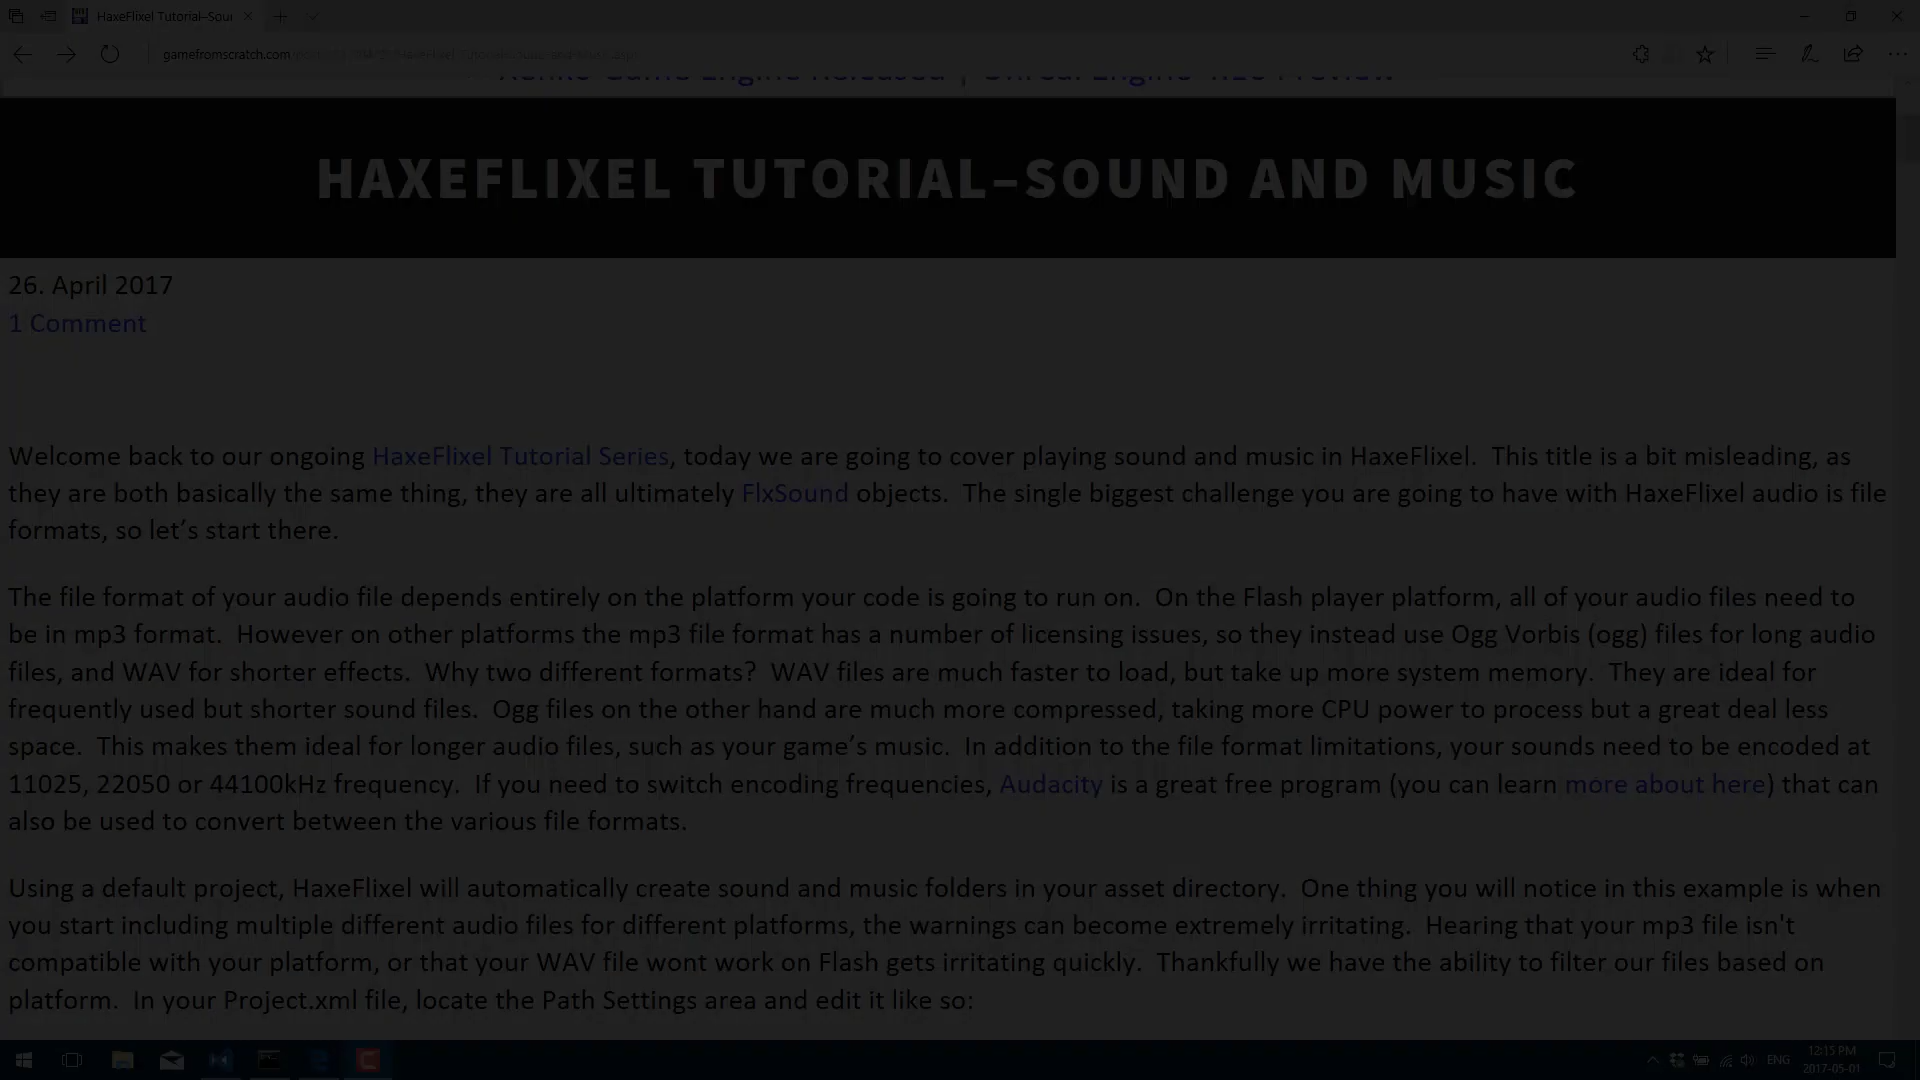 HaxeFlixel Tutorial–Sou
gamefromscratch.com
Xenko Game Engine Released | Unreal Engine 4.16 Preview
HAXEFLIXEL TUTORIAL–SOUND AND MUSIC
26. April 2017
1 Comment
Welcome back to our ongoing HaxeFlixel Tutorial Series, today we are going to cover playing sound and music in HaxeFlixel.  This title is a bit misleading, as
they are both basically the same thing, they are all ultimately FlxSound objects.  The single biggest challenge you are going to have with HaxeFlixel audio is file
formats, so let’s start there.
The file format of your audio file depends entirely on the platform your code is going to run on.  On the Flash player platform, all of your audio files need to
be in mp3 format.  However on other platforms the mp3 file format has a number of licensing issues, so they instead use Ogg Vorbis (ogg) files for long audio
files, and WAV for shorter effects.  Why two different formats?  WAV files are much faster to load, but take up more system memory.  They are ideal for
frequently used but shorter sound files.  Ogg files on the other hand are much more compressed, taking more CPU power to process but a great deal less
space.  This makes them ideal for longer audio files, such as your game’s music.  In addition to the file format limitations, your sounds need to be encoded at
11025, 22050 or 44100kHz frequency.  If you need to switch encoding frequencies, Audacity is a great free program (you can learn more about here) that can
also be used to convert between the various file formats.
Using a default project, HaxeFlixel will automatically create sound and music folders in your asset directory.  One thing you will notice in this example is when
you start including multiple different audio files for different platforms, the warnings can become extremely irritating.  Hearing that your mp3 file isn't
compatible with your platform, or that your WAV file wont work on Flash gets irritating quickly.  Thankfully we have the ability to filter our files based on
platform.  In your Project.xml file, locate the Path Settings area and edit it like so:
ENG
12:15 PM
2017-05-01